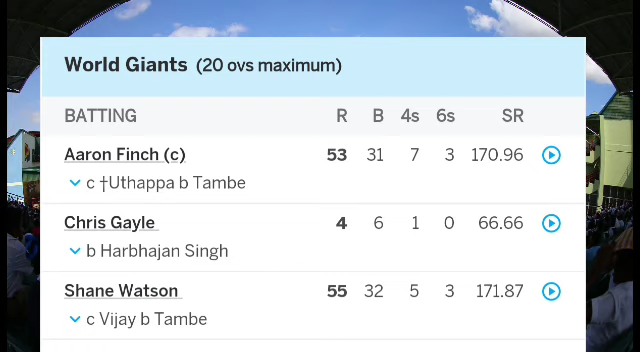 World Giants (20 ovs maximum)
BATTING R B 4s 6s SR
Aaron Finch (c) 53 31 7 3 170.96
c †Uthappa b Tambe
Chris Gayle 4 6 1 0 66.66
b Harbhajan Singh
Shane Watson 55 32 5 3 171.87
c Vijay b Tambe